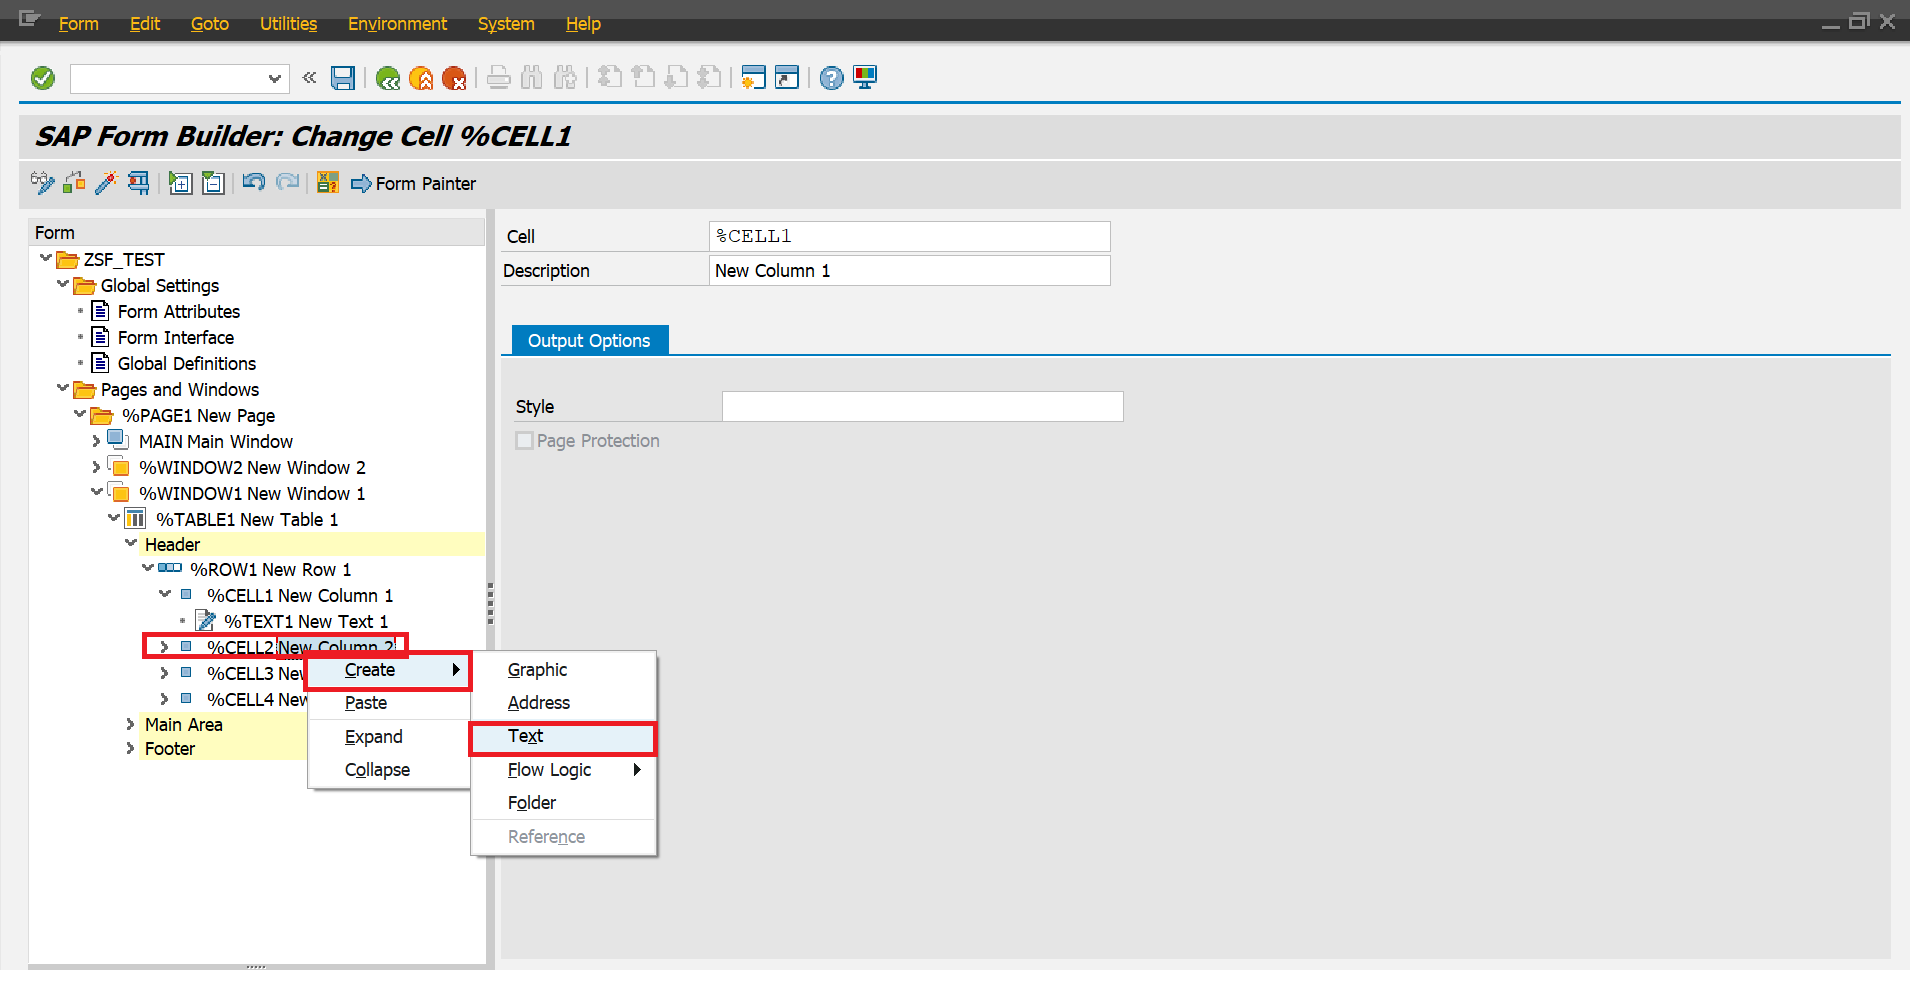 Form Edit Goto Utilities Environment System Help
SAP Form Builder: Change Cell %CELL1
Form Painter
Form
ZSF_TEST
Global Settings
Form Attributes
Form Interface
Global Definitions
Pages and Windows
%PAGE1 New Page
MAIN Main Window
%WINDOW2 New Window 2
%WINDOW1 New Window 1
%TABLE1 New Table 1
Header
%ROW1 New Row 1
%CELL1 New Column 1
%TEXT1 New Text 1
%CELL2 New Column 2
%CELL3 New
%CELL4 New
Main Area
Footer
Create
Paste
Expand
Collapse
Graphic
Address
Text
Flow Logic
Folder
Reference
Cell %CELL1
Description New Column 1
Output Options
Style
Page Protection